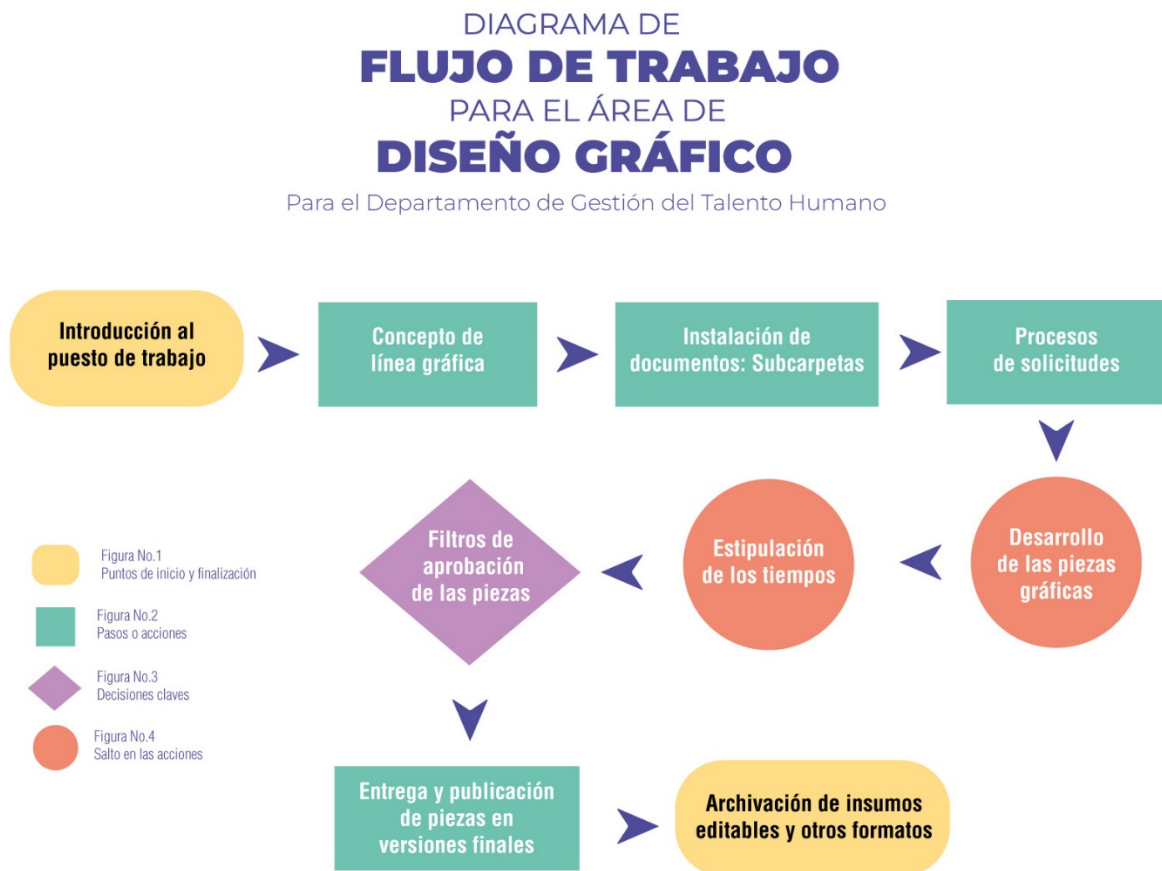 DIAGRAMA DE
FLUJO DE TRABAJO
PARA EL ÁREA DE
DISEÑO GRÁFICO
Para el Departamento de Gestión del Talento Humano
Introducción al
puesto de trabajo
Concepto de
línea gráfica
Instalación de
documentos: Subcarpetas
Procesos
de solicitudes
Desarrollo
de las piezas
gráficas
Estipulación
de los tiempos
Filtros de
aprobación
de las piezas
Figura No.1
Puntos de inicio y finalización
Figura No.2
Pasos o acciones
Figura No.3
Decisiones claves
Figura No.4
Salto en las acciones
Entrega y publicación
de piezas en
versiones finales
Archivación de insumos
editables y otros formatos